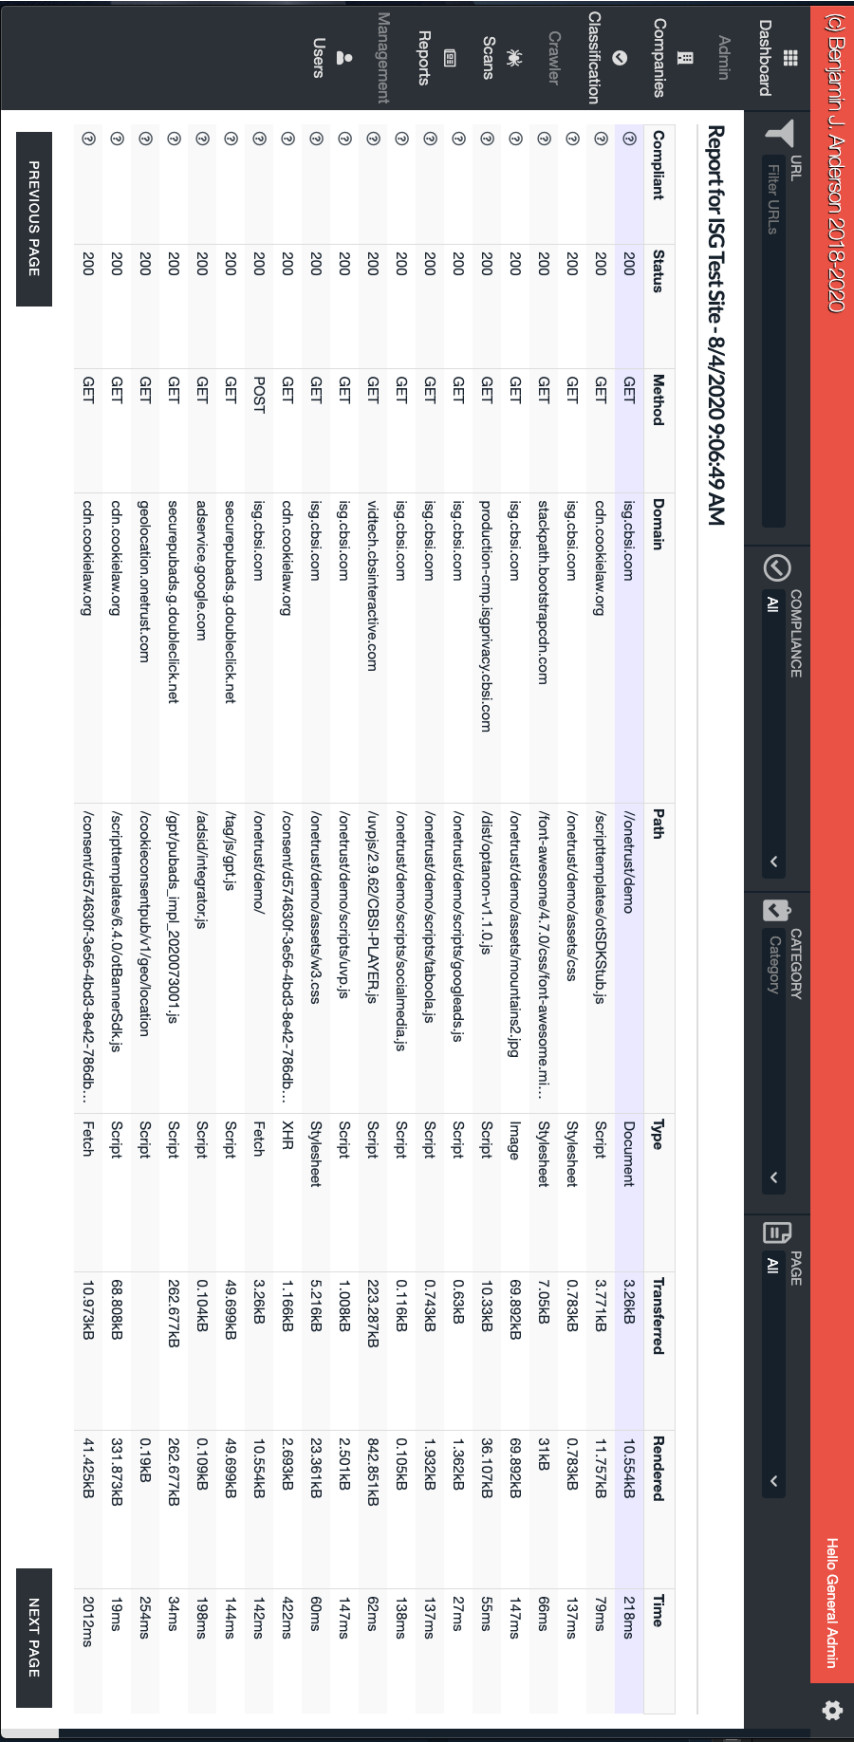 (c) Benjamin J. Anderson 2018-2020 Hello General Admin
Dashboard
Admin
Companies
Classification
Crawler
Scans
Reports
Management
Users
URL
Filter URLs
COMPLIANCE
All
CATEGORY
Category
PAGE
All
Report for ISG Test Site - 8/4/2020 9:06:49 AM
Compliant Status Method Domain Path Type Transferred Rendered Time
200 GET isg.cbsi.com //onetrust/demo Document 3.26kB 10.554kB 218ms
200 GET cdn.cookielaw.org /scripttemplates/otSDKStub.js Script 3.771kB 11.757kB 79ms
200 GET isg.cbsi.com /onetrust/demo/assets/css Stylesheet 0.783kB 0.783kB 137ms
200 GET stackpath.bootstrapcdn.com /font-awesome/4.7.0/css/font-awesome.mi... Stylesheet 7.05kB 31kB 66ms
200 GET isg.cbsi.com /onetrust/demo/assets/mountains2.jpg Image 69.892kB 69.892kB 147ms
200 GET production-cmp.isgprivacy.cbsi.com /dist/optanon-v1.1.0.js Script 10.33kB 36.107kB 55ms
200 GET isg.cbsi.com /onetrust/demo/scripts/googleads.js Script 0.63kB 1.362kB 27ms
200 GET isg.cbsi.com /onetrust/demo/scripts/taboola.js Script 0.743kB 1.932kB 137ms
200 GET isg.cbsi.com /onetrust/demo/scripts/socialmedia.js Script 0.116kB 0.105kB 138ms
200 GET vidtech.cbsinteractive.com /uvpjs/2.9.62/CBSI-PLAYER.js Script 223.287kB 842.851kB 62ms
200 GET isg.cbsi.com /onetrust/demo/scripts/uvp.js Script 1.008kB 2.501kB 147ms
200 GET isg.cbsi.com /onetrust/demo/assets/w3.css Stylesheet 5.216kB 23.361kB 60ms
200 GET cdn.cookielaw.org /consent/d574630f-3e56-4bd3-8e42-786db... XHR 1.166kB 2.693kB 422ms
200 POST isg.cbsi.com /onetrust/demo/ Fetch 3.26kB 10.554kB 142ms
200 GET securepubads.g.doubleclick.net /tag/js/gpt.js Script 49.699kB 49.699kB 144ms
200 GET adservice.google.com /adsid/integrator.js Script 0.104kB 0.109kB 198ms
200 GET securepubads.g.doubleclick.net /gpt/pubads_impl_2020073001.js Script 262.677kB 262.677kB 34ms
200 GET geolocation.onetrust.com /cookieconsentpub/v1/geo/location Script 0.19kB 254ms
200 GET cdn.cookielaw.org /scripttemplates/6.4.0/otBannerSdk.js Script 68.808kB 331.873kB 19ms
200 GET cdn.cookielaw.org /consent/d574630f-3e56-4bd3-8e42-786db... Fetch 10.973kB 41.425kB 2012ms
PREVIOUS PAGE NEXT PAGE